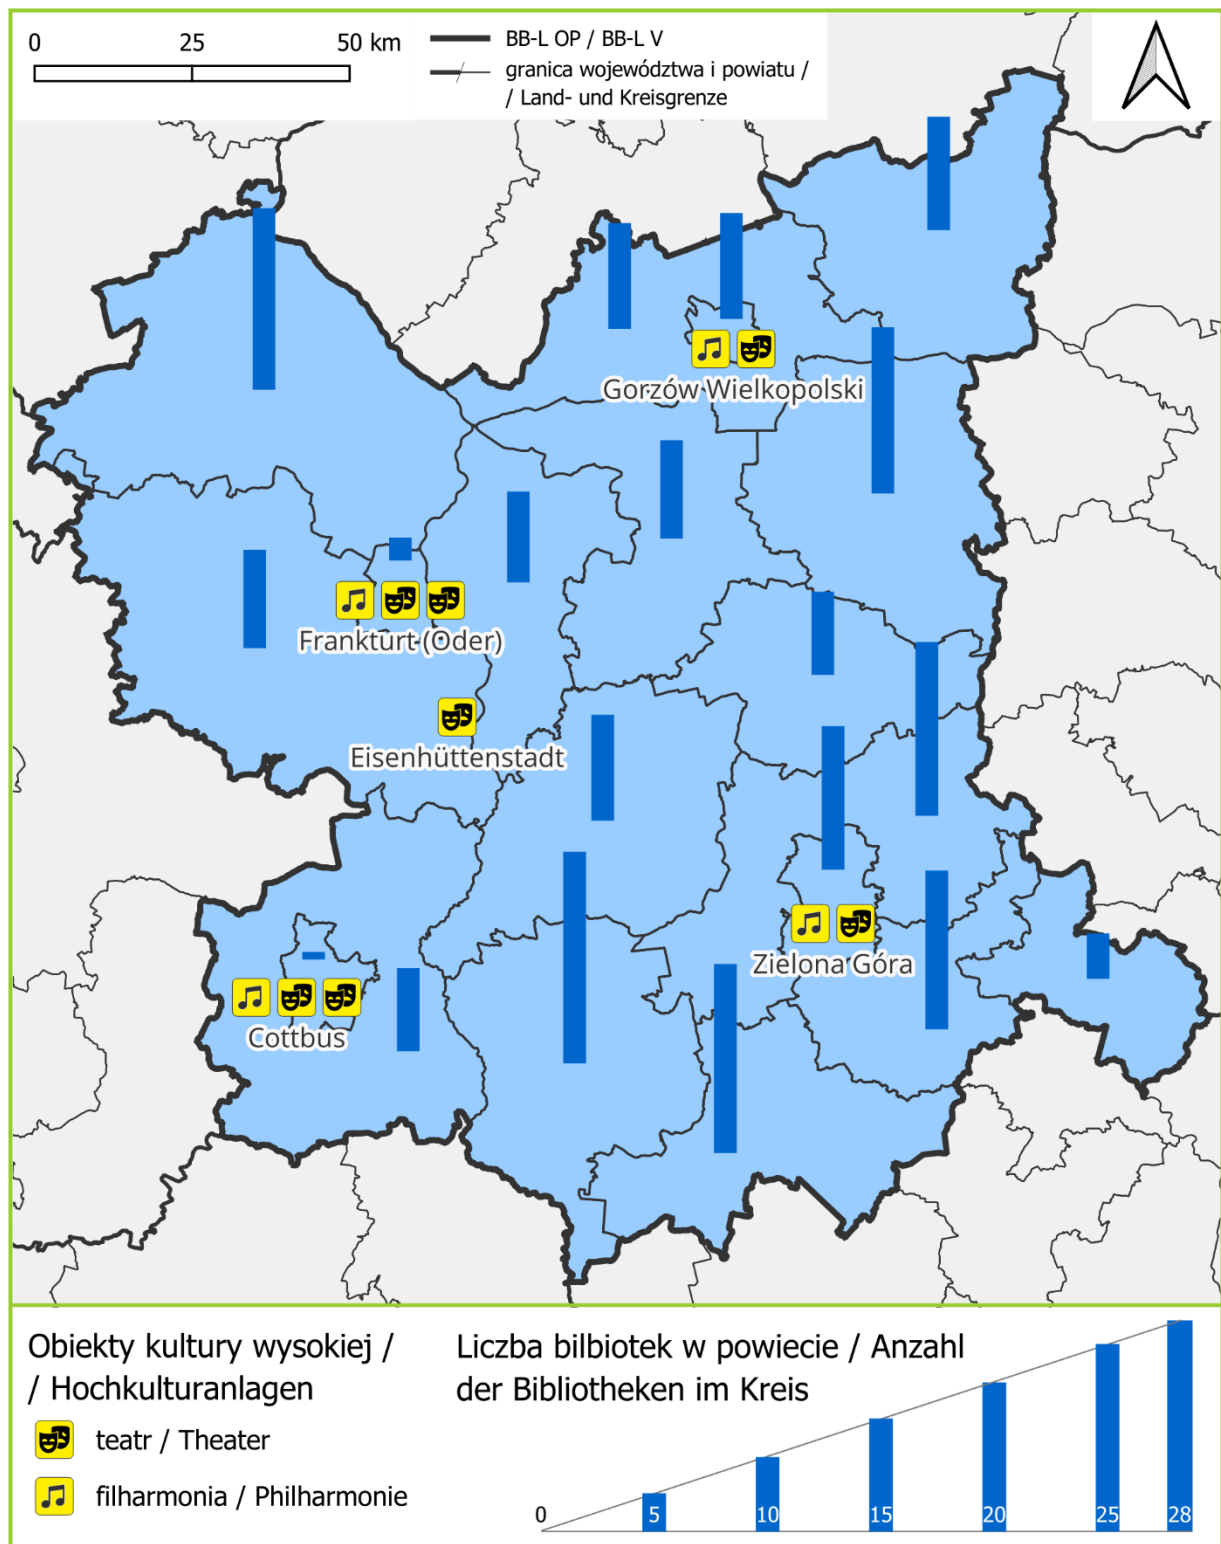 0 25 50 km
BB-L OP / BB-L V
granica województwa i powiatu /
/ Land- und Kreisgrenze
Gorzów Wielkopolski
Frankturt (Oder)
Eisenhüttenstadt
Zielona Góra
Cottbus
Obiekty kultury wysokiej /
/ Hochkulturanlagen
teatr / Theater
filharmonia / Philharmonie
Liczba bilbiotek w powiecie / Anzahl
der Bibliotheken im Kreis
0 5 10 15 20 25 28